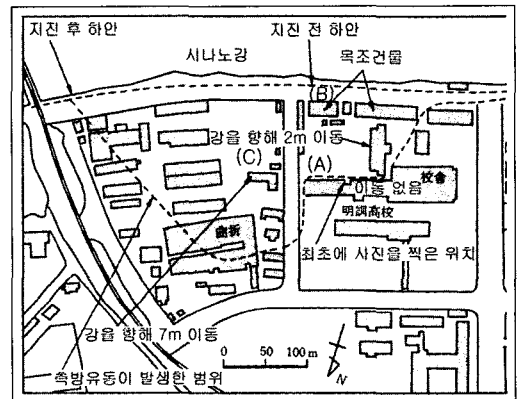 지진 후 하안
지진 전 하안
시나노강
목조건물
(B)
강을 향해 2m 이동
(C)
(A)
이동 없음
校舍
明訓高校
曲折
최초에 사진을 찍은 위치
강을 향해 7m 이동
0 50 100m
N
측방유동이 발생한 범위